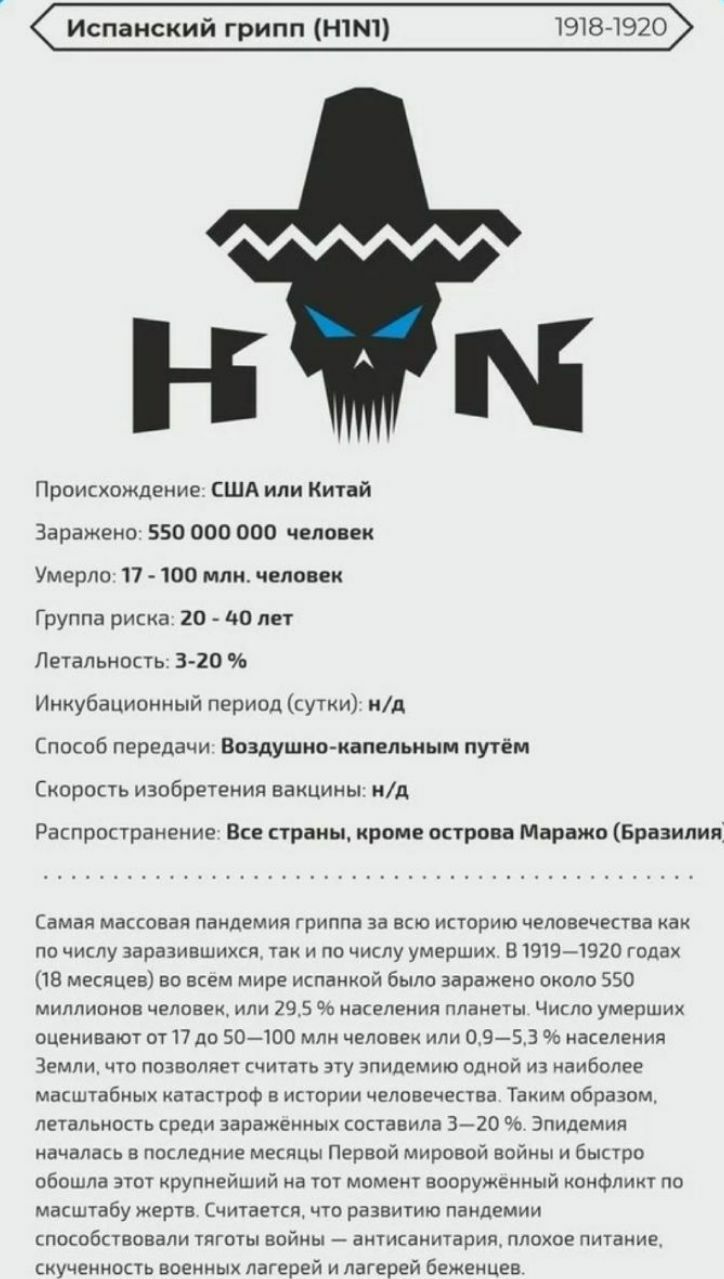 Испанский грипп (H1N1) 1918-1920
H1N1
Происхождение: США или Китай
Заражено: 550 000 000 человек
Умерло: 17 - 100 млн. человек
Группа риска: 20 - 40 лет
Летальность: 3-20 %
Инкубационный период (сутки): н/д
Способ передачи: Воздушно-капельным путём
Скорость изобретения вакцины: н/д
Распространение: Все страны, кроме острова Маражо (Бразилия)
Самая массовая пандемия гриппа за всю историю человечества как
по числу заразившихся, так и по числу умерших. В 1919—1920 годах
(18 месяцев) во всём мире испанкой было заражено около 550
миллионов человек, или 29,5 % населения планеты. Число умерших
оценивают от 17 до 50—100 млн человек или 0,9—5,3 % населения
Земли, что позволяет считать эту эпидемию одной из наиболее
масштабных катастроф в истории человечества. Таким образом,
летальность среди заражённых составила 3—20 %. Эпидемия
началась в последние месяцы Первой мировой войны и быстро
обошла этот крупнейший на тот момент вооружённый конфликт по
масштабу жертв. Считается, что развитию пандемии
способствовали тяготы войны — антисанитария, плохое питание,
скученность военных лагерей и лагерей беженцев.